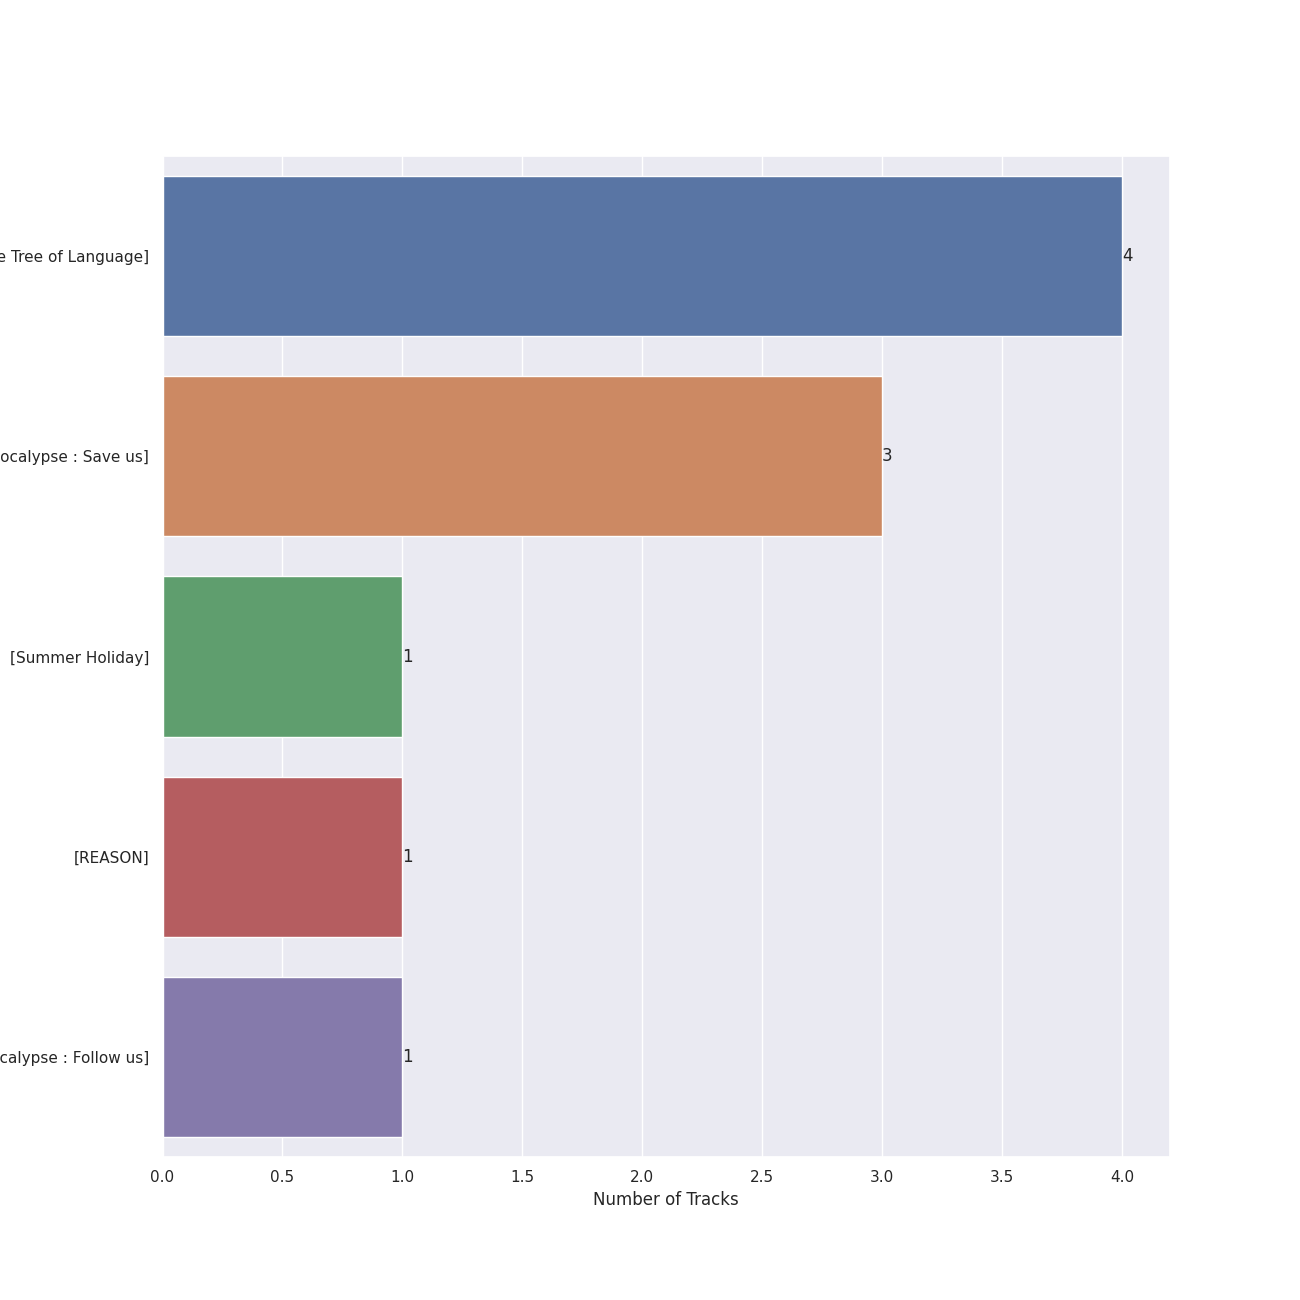 e Tree of Language]
4
ocalypse : Save us]
3
[Summer Holiday]
1
[REASON]
1
calypse : Follow us]
1
0.0 0.5 1.0 1.5 2.0 2.5 3.0 3.5 4.0
Number of Tracks